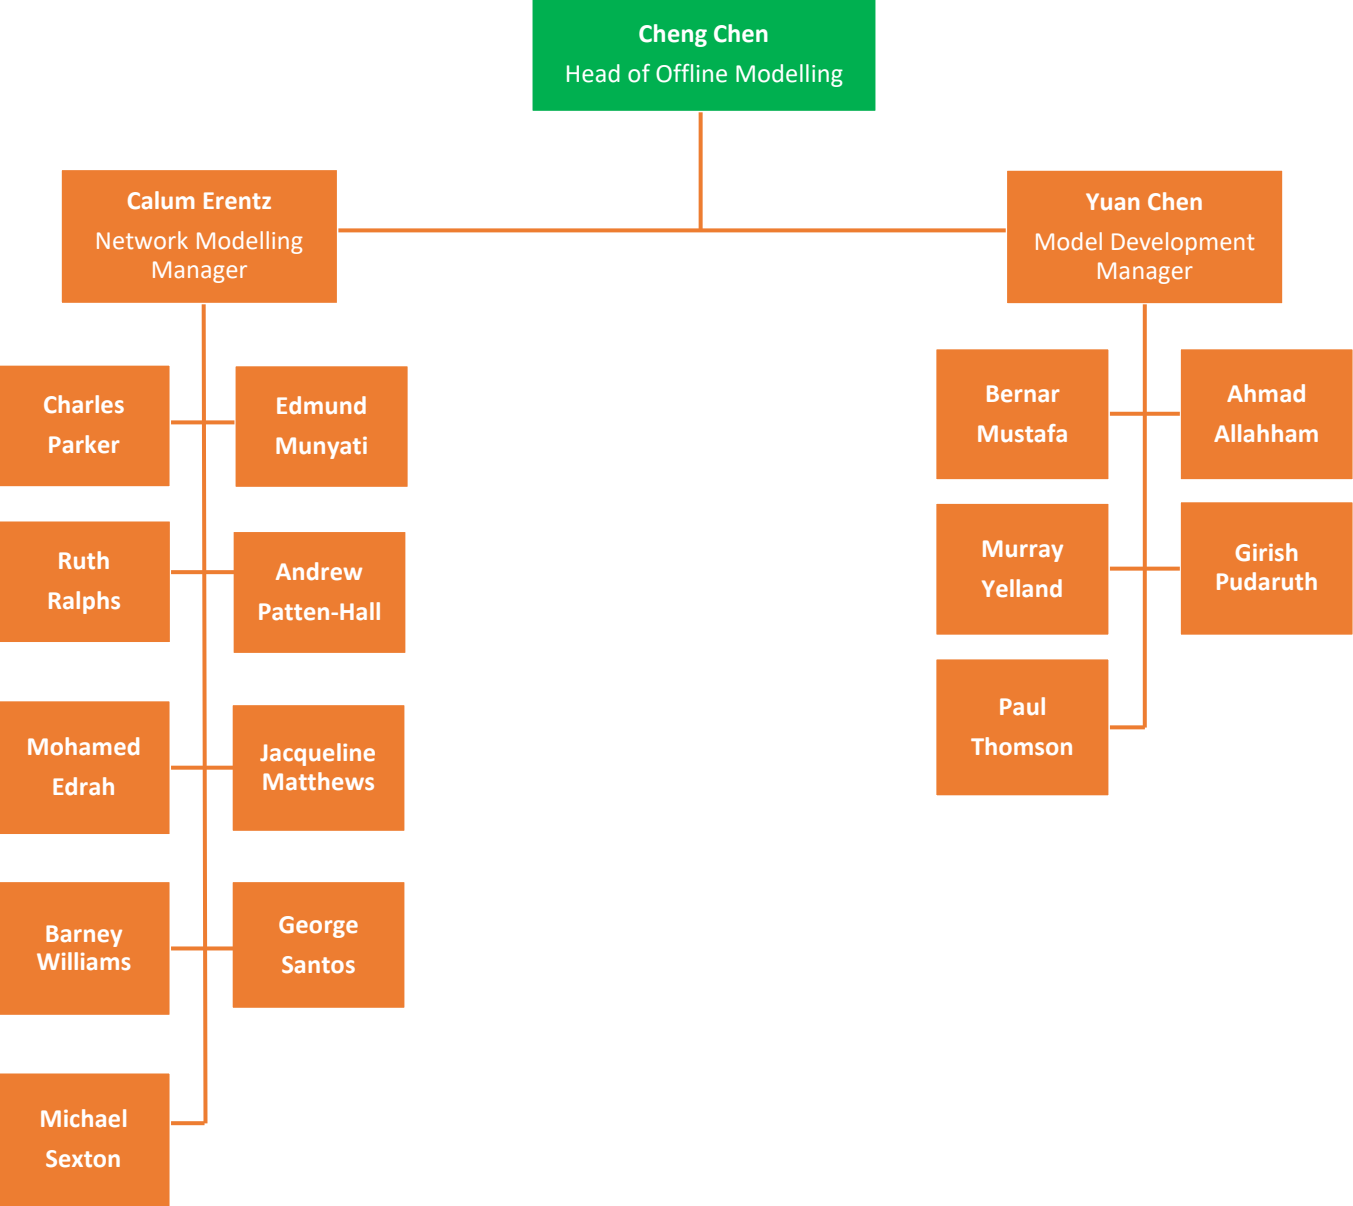 Cheng Chen
Head of Offline Modelling
Calum Erentz
Network Modelling
Manager
Yuan Chen
Model Development
Manager
Charles
Parker
Edmund
Munyati
Ruth
Ralphs
Andrew
Patten-Hall
Mohamed
Edrah
Jacqueline
Matthews
Barney
Williams
George
Santos
Michael
Sexton
Bernar
Mustafa
Ahmad
Allahham
Murray
Yelland
Girish
Pudaruth
Paul
Thomson